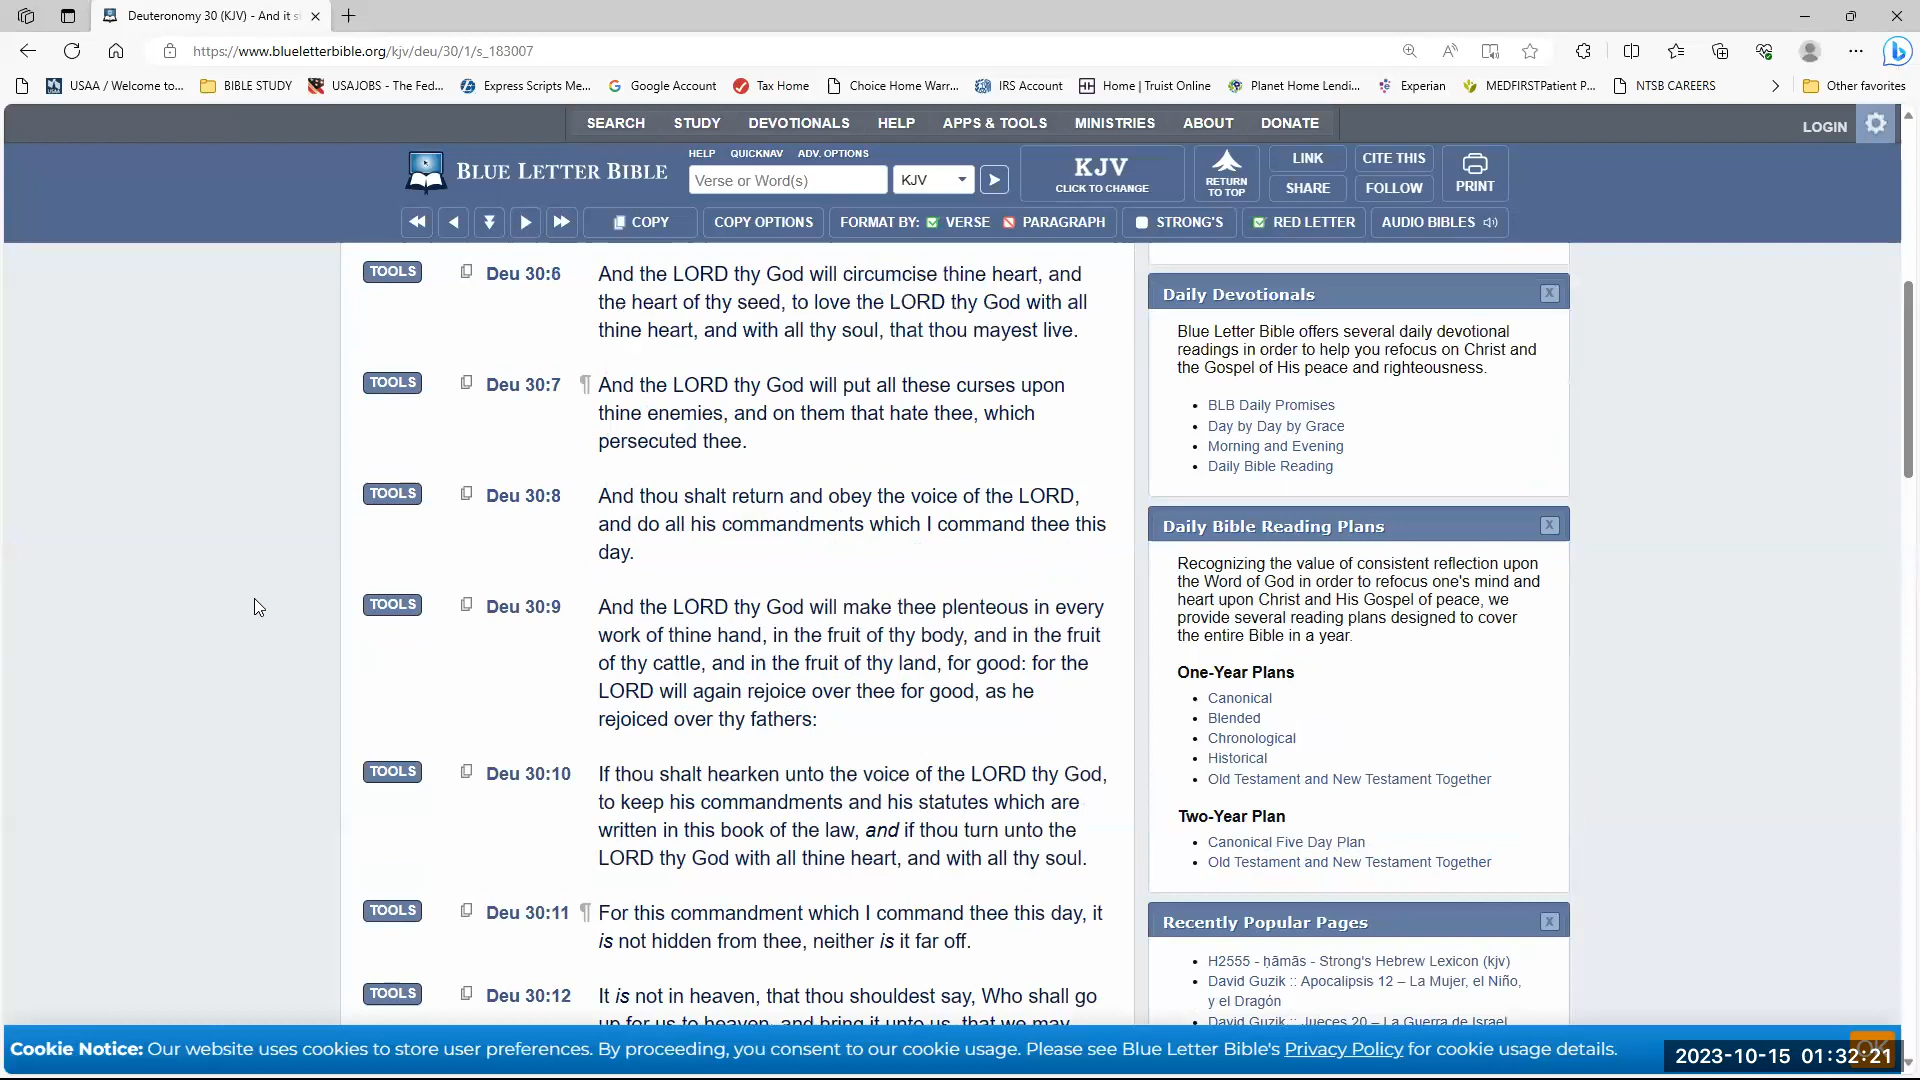 Deuteronomy 30 (KJV) - And it s
https://www.blueletterbible.org/kjv/deu/30/1/s_183007
USAA / Welcome to...
BIBLE STUDY
USAJOBS - The Fed...
Express Scripts Me...
Google Account
Tax Home
Choice Home Warr...
IRS Account
Home | Truist Online
Planet Home Lendi...
Experian
MEDFIRSTPatient P...
NTSB CAREERS
Other favorites
SEARCH STUDY DEVOTIONALS HELP APPS & TOOLS MINISTRIES ABOUT DONATE
LOGIN
BLUE LETTER BIBLE
HELP QUICKNAV ADV. OPTIONS
Verse or Word(s)
KJV
KJV
CLICK TO CHANGE
RETURN
TO TOP
LINK
CITE THIS
SHARE
FOLLOW
PRINT
COPY
COPY OPTIONS
FORMAT BY: VERSE PARAGRAPH
STRONG'S
RED LETTER
AUDIO BIBLES
TOOLS Deu 30:6 And the LORD thy God will circumcise thine heart, and
the heart of thy seed, to love the LORD thy God with all
thine heart, and with all thy soul, that thou mayest live.
TOOLS Deu 30:7 ¶ And the LORD thy God will put all these curses upon
thine enemies, and on them that hate thee, which
persecuted thee.
TOOLS Deu 30:8 And thou shalt return and obey the voice of the LORD,
and do all his commandments which I command thee this
day.
TOOLS Deu 30:9 And the LORD thy God will make thee plenteous in every
work of thine hand, in the fruit of thy body, and in the fruit
of thy cattle, and in the fruit of thy land, for good: for the
LORD will again rejoice over thee for good, as he
rejoiced over thy fathers:
TOOLS Deu 30:10 If thou shalt hearken unto the voice of the LORD thy God,
to keep his commandments and his statutes which are
written in this book of the law, and if thou turn unto the
LORD thy God with all thine heart, and with all thy soul.
TOOLS Deu 30:11 ¶ For this commandment which I command thee this day, it
is not hidden from thee, neither is it far off.
TOOLS Deu 30:12 It is not in heaven, that thou shouldest say, Who shall go
up for us to heaven, and bring it unto us, that we may
Daily Devotionals X
Blue Letter Bible offers several daily devotional
readings in order to help you refocus on Christ and
the Gospel of His peace and righteousness.
BLB Daily Promises
Day by Day by Grace
Morning and Evening
Daily Bible Reading
Daily Bible Reading Plans X
Recognizing the value of consistent reflection upon
the Word of God in order to refocus one's mind and
heart upon Christ and His Gospel of peace, we
provide several reading plans designed to cover
the entire Bible in a year.
One-Year Plans
Canonical
Blended
Chronological
Historical
Old Testament and New Testament Together
Two-Year Plan
Canonical Five Day Plan
Old Testament and New Testament Together
Recently Popular Pages X
H2555 - ḥāmās - Strong's Hebrew Lexicon (kjv)
David Guzik :: Apocalipsis 12 – La Mujer, el Niño,
y el Dragón
David Guzik :: Jueces 20 – La Guerra de Israel
Cookie Notice: Our website uses cookies to store user preferences. By proceeding, you consent to our cookie usage. Please see Blue Letter Bible's Privacy Policy for cookie usage details.
2023-10-15 01:32:21